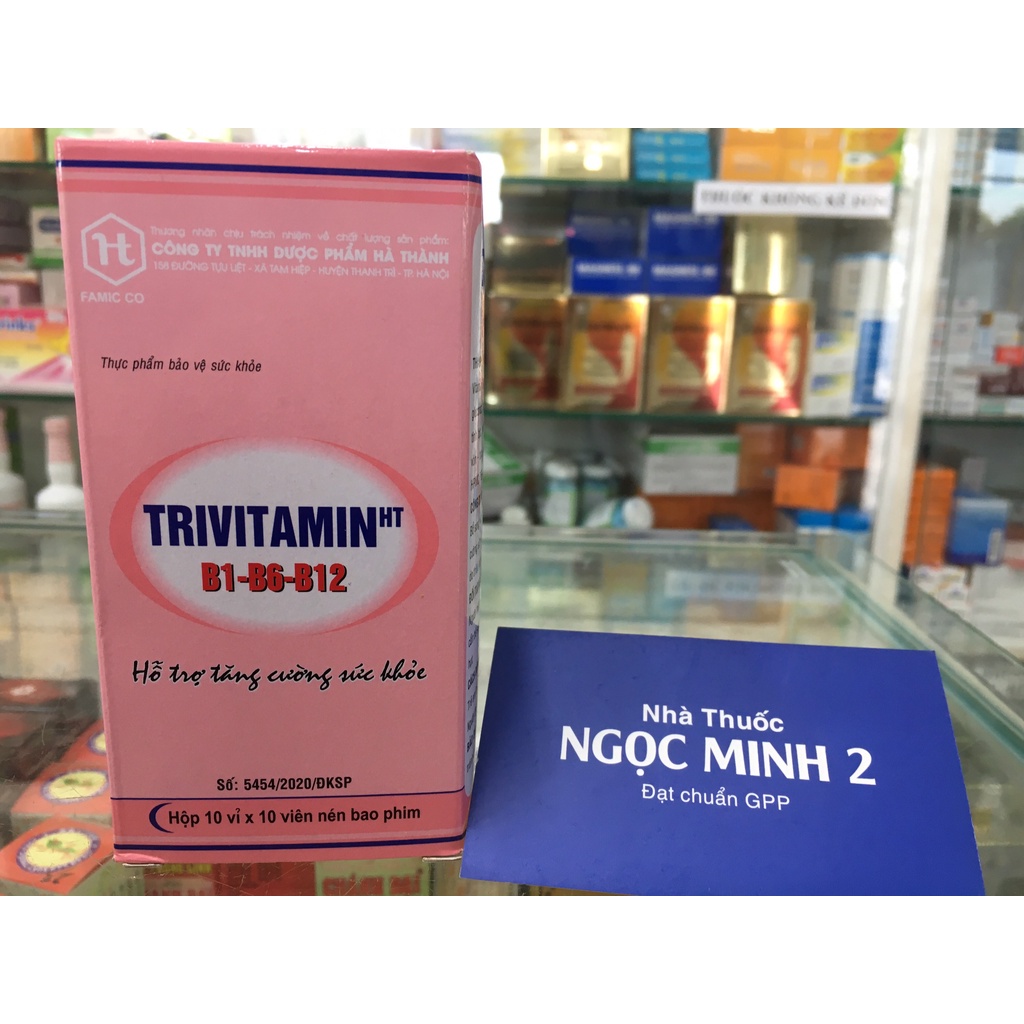 Ht
FAMIC CO
Thương nhân chịu trách nhiệm về chất lượng sản phẩm:
CÔNG TY TNHH DƯỢC PHẨM HÀ THÀNH
158 ĐƯỜNG TỰU LIỆT - XÃ TAM HIỆP - HUYỆN THANH TRÌ - TP. HÀ NỘI
Thực phẩm bảo vệ sức khỏe
TRIVITAMIN HT
B1-B6-B12
Hỗ trợ tăng cường sức khỏe
Số: 5454/2020/ĐKSP
Hộp 10 vỉ x 10 viên nén bao phim
THUỐC KHÔNG KÊ ĐƠN
Nhà Thuốc
NGỌC MINH 2
Đạt chuẩn GPP